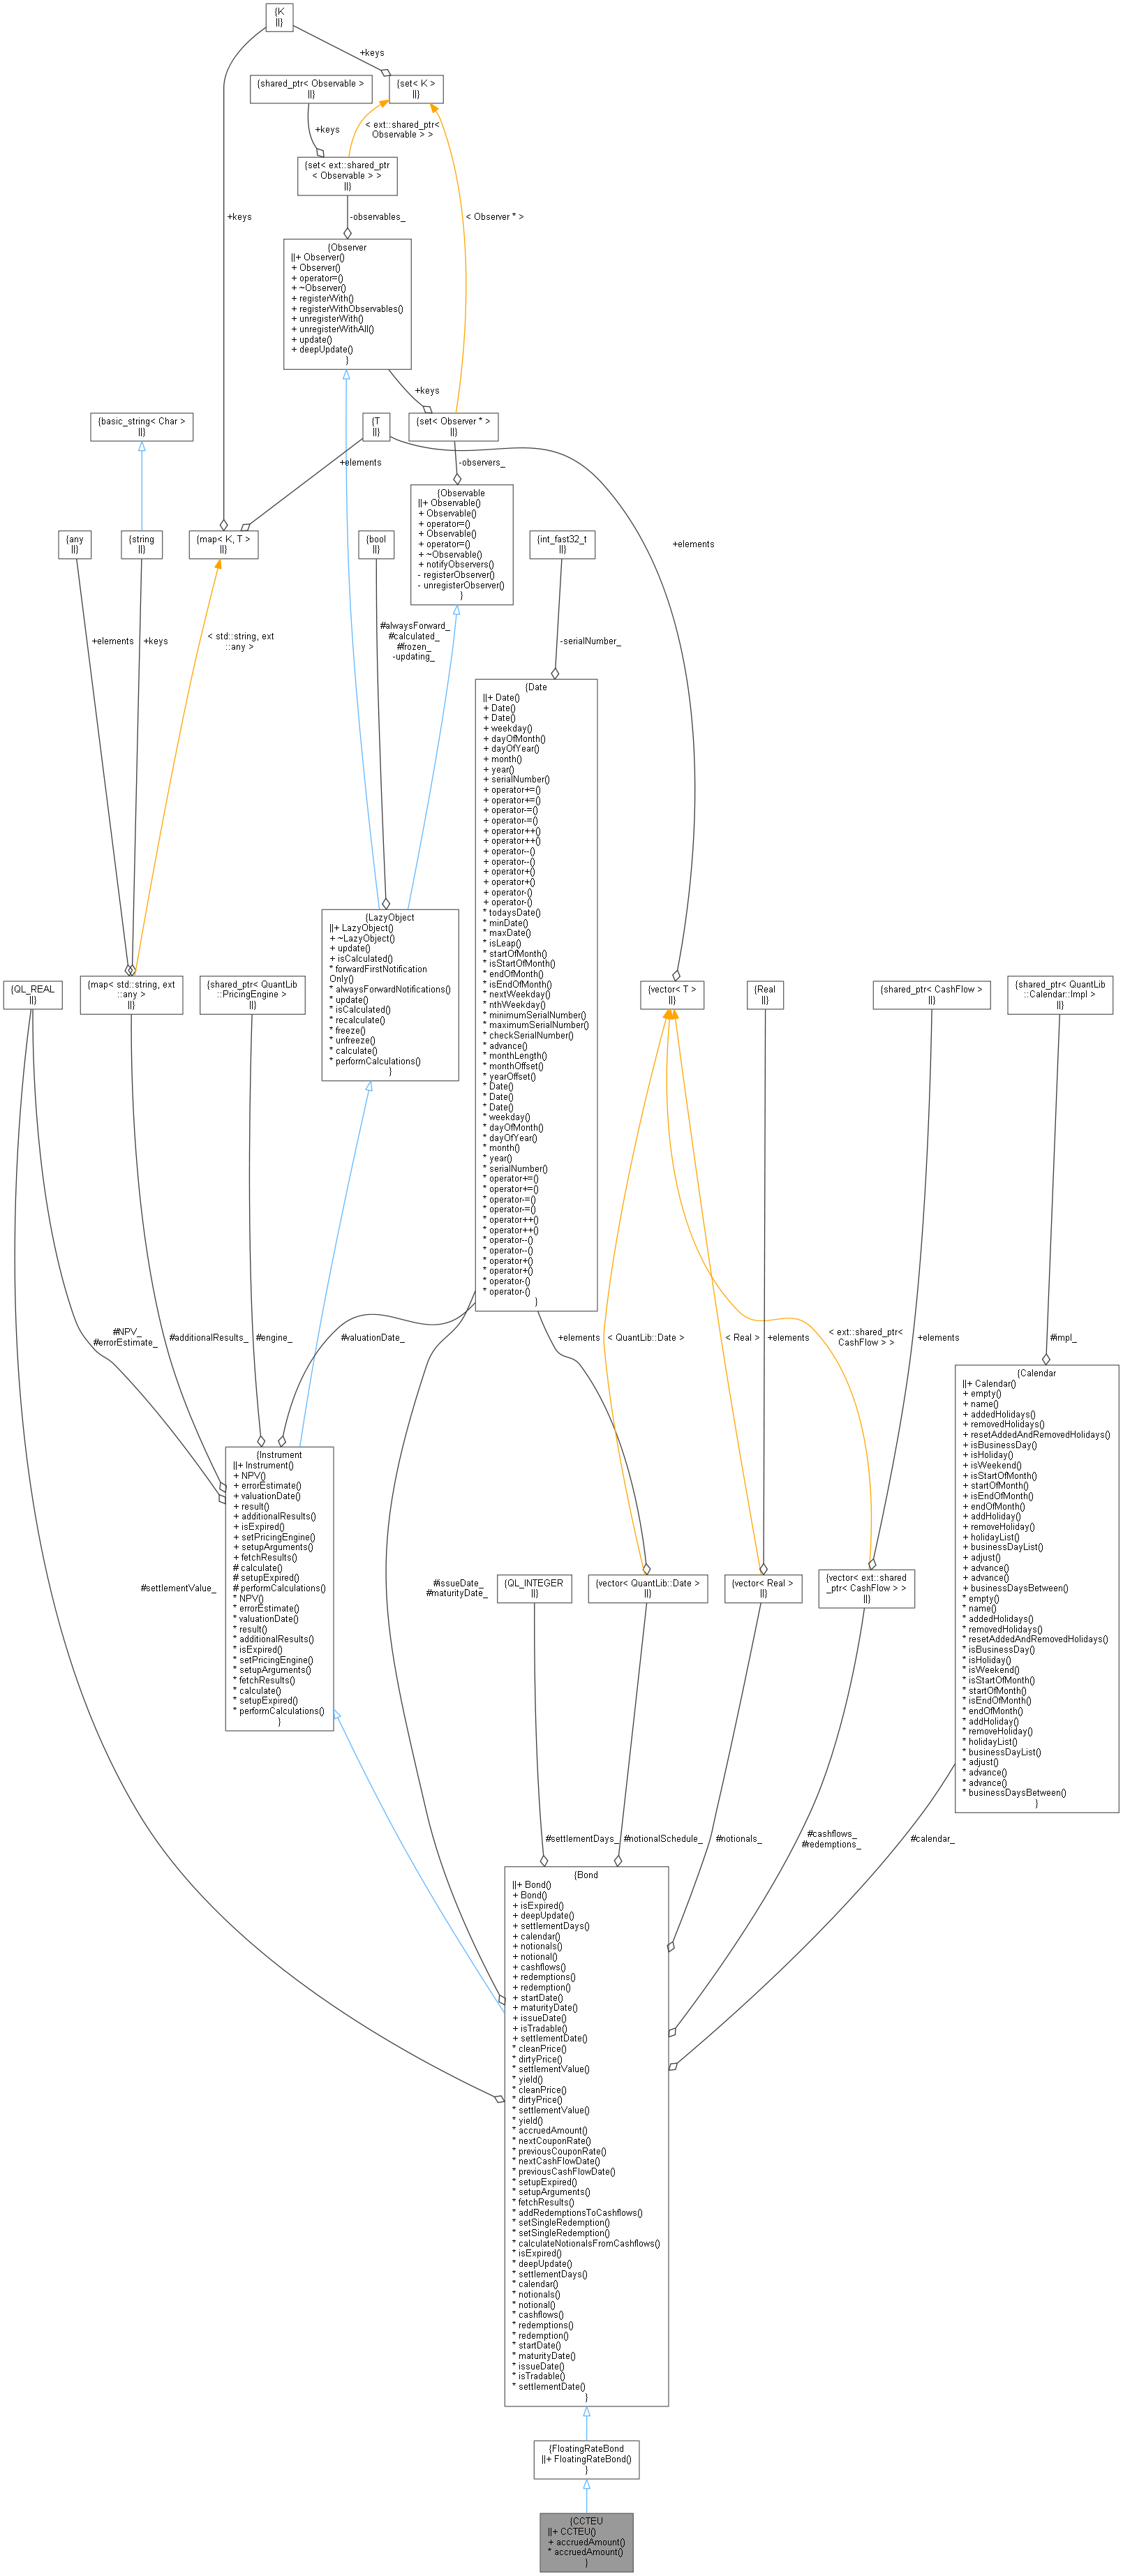 {K
||}
+keys
{shared_ptr< Observable >
||}
{set< K >
||}
+keys
< ext::shared_ptr<
Observable > >
{set< ext::shared_ptr
< Observable > >
||}
+keys
-observables_
< Observer * >
{Observer
||+ Observer()
+ Observer()
+ operator=()
+ ~Observer()
+ registerWith()
+ registerWithObservables()
+ unregisterWith()
+ unregisterWithAll()
+ update()
+ deepUpdate()
}
+keys
{basic_string< Char >
||}
{T
||}
{set< Observer * >
||}
+elements
-observers_
{Observable
||+ Observable()
+ Observable()
+ operator=()
+ Observable()
+ operator=()
+ ~Observable()
+ notifyObservers()
- registerObserver()
- unregisterObserver()
}
{any
||}
{string
||}
{map< K, T >
||}
{bool
||}
{int_fast32_t
||}
+elements
+elements
+keys
< std::string, ext
::any >
#alwaysForward_
#calculated_
#frozen_
-updating_
-serialNumber_
{Date
||+ Date()
+ Date()
+ Date()
+ weekday()
+ dayOfMonth()
+ dayOfYear()
+ month()
+ year()
+ serialNumber()
+ operator+=()
+ operator+=()
+ operator-=()
+ operator-=()
+ operator++()
+ operator++()
+ operator--()
+ operator--()
+ operator+()
+ operator+()
+ operator-()
+ operator-()
* todaysDate()
* minDate()
* maxDate()
* isLeap()
* startOfMonth()
* isStartOfMonth()
* endOfMonth()
* isEndOfMonth()
* nextWeekday()
* nthWeekday()
* minimumSerialNumber()
* maximumSerialNumber()
* checkSerialNumber()
* advance()
* monthLength()
* monthOffset()
* yearOffset()
* Date()
* Date()
* Date()
* weekday()
* dayOfMonth()
* dayOfYear()
* month()
* year()
* serialNumber()
* operator+=()
* operator+=()
* operator-=()
* operator-=()
* operator++()
* operator++()
* operator--()
* operator--()
* operator+()
* operator+()
* operator-()
* operator-()
}
{LazyObject
||+ LazyObject()
+ ~LazyObject()
+ update()
+ isCalculated()
* forwardFirstNotification
Only()
* alwaysForwardNotifications()
* update()
* isCalculated()
* recalculate()
* freeze()
* unfreeze()
* calculate()
* performCalculations()
}
{QL_REAL
||}
{map< std::string, ext
::any >
||}
{shared_ptr< QuantLib
::PricingEngine >
||}
{vector< T >
||}
{Real
||}
{shared_ptr< CashFlow >
||}
{shared_ptr< QuantLib
::Calendar::Impl >
||}
#NPV_
#errorEstimate_
#additionalResults_
#engine_
#valuationDate_
+elements
< QuantLib::Date >
< Real >
+elements
< ext::shared_ptr<
CashFlow > >
+elements
#impl_
{Calendar
||+ Calendar()
+ empty()
+ name()
+ addedHolidays()
+ removedHolidays()
+ resetAddedAndRemovedHolidays()
+ isBusinessDay()
+ isHoliday()
+ isWeekend()
+ isStartOfMonth()
+ startOfMonth()
+ isEndOfMonth()
+ endOfMonth()
+ addHoliday()
+ removeHoliday()
+ holidayList()
+ businessDayList()
+ adjust()
+ advance()
+ advance()
+ businessDaysBetween()
* empty()
* name()
* addedHolidays()
* removedHolidays()
* resetAddedAndRemovedHolidays()
* isBusinessDay()
* isHoliday()
* isWeekend()
* isStartOfMonth()
* startOfMonth()
* isEndOfMonth()
* endOfMonth()
* addHoliday()
* removeHoliday()
* holidayList()
* businessDayList()
* adjust()
* advance()
* advance()
* businessDaysBetween()
}
{Instrument
||+ Instrument()
+ NPV()
+ errorEstimate()
+ valuationDate()
+ result()
+ additionalResults()
+ isExpired()
+ setPricingEngine()
+ setupArguments()
+ fetchResults()
# calculate()
# setupExpired()
# performCalculations()
* NPV()
* errorEstimate()
* valuationDate()
* result()
* additionalResults()
* isExpired()
* setPricingEngine()
* setupArguments()
* fetchResults()
* calculate()
* setupExpired()
* performCalculations()
}
#settlementValue_
#issueDate_
#maturityDate_
{QL_INTEGER
||}
{vector< QuantLib::Date >
||}
{vector< Real >
||}
{vector< ext::shared
_ptr< CashFlow > >
||}
#settlementDays_
#notionalSchedule_
#notionals_
#cashflows_
#redemptions_
#calendar_
{Bond
||+ Bond()
+ Bond()
+ isExpired()
+ deepUpdate()
+ settlementDays()
+ calendar()
+ notionals()
+ notional()
+ cashflows()
+ redemptions()
+ redemption()
+ startDate()
+ maturityDate()
+ issueDate()
+ isTradable()
+ settlementDate()
* cleanPrice()
* dirtyPrice()
* settlementValue()
* yield()
* cleanPrice()
* dirtyPrice()
* settlementValue()
* yield()
* accruedAmount()
* nextCouponRate()
* previousCouponRate()
* nextCashFlowDate()
* previousCashFlowDate()
* setupExpired()
* setupArguments()
* fetchResults()
* addRedemptionsToCashflows()
* setSingleRedemption()
* setSingleRedemption()
* calculateNotionalsFromCashflows()
* isExpired()
* deepUpdate()
* settlementDays()
* calendar()
* notionals()
* notional()
* cashflows()
* redemptions()
* redemption()
* startDate()
* maturityDate()
* issueDate()
* isTradable()
* settlementDate()
}
{FloatingRateBond
||+ FloatingRateBond()
}
{CCTEU
||+ CCTEU()
+ accruedAmount()
* accruedAmount()
}